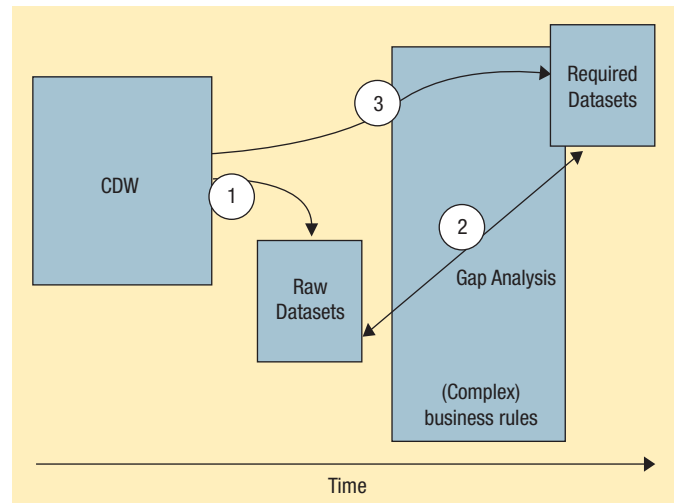 Required
Datasets
3
CDW
1
2
Raw
Datasets
Gap Analysis
(Complex)
business rules
Time